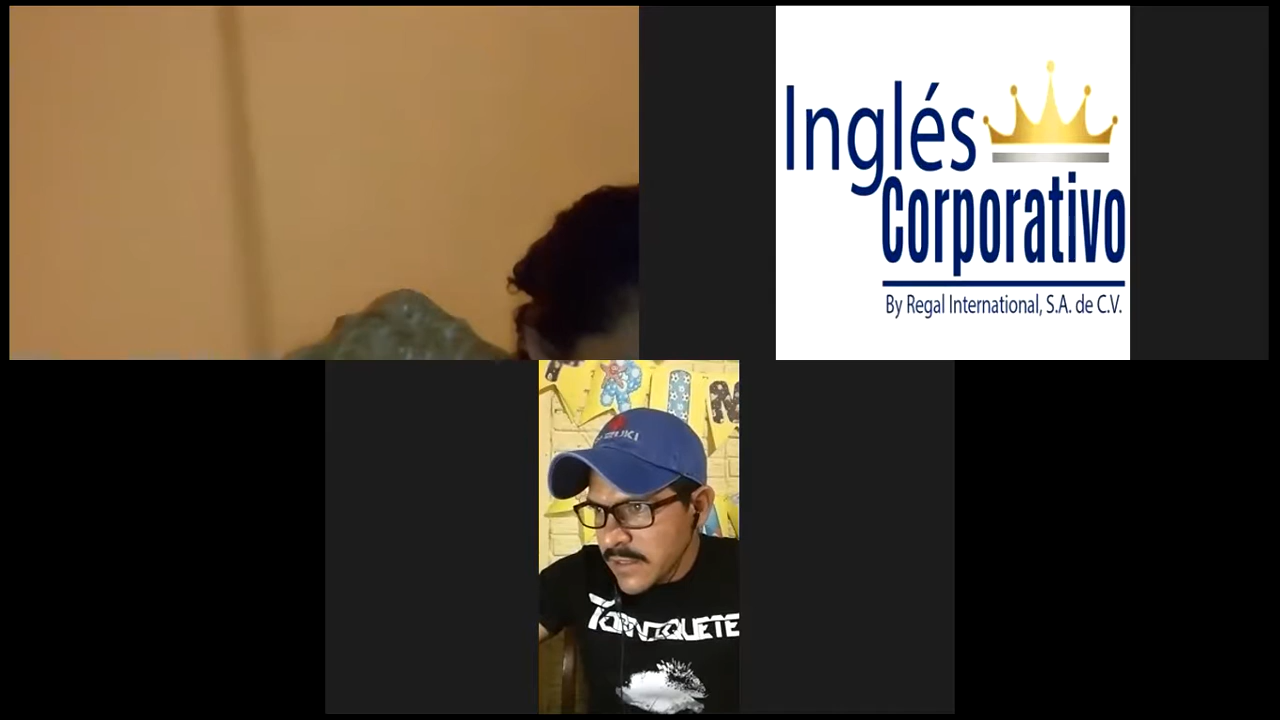 Inglés
Corporativo
By Regal International, S.A. de C.V.
TORNIQUETE